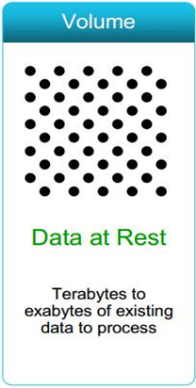 Volume
Data at Rest
Terabytes to
exabytes of existing
data to process